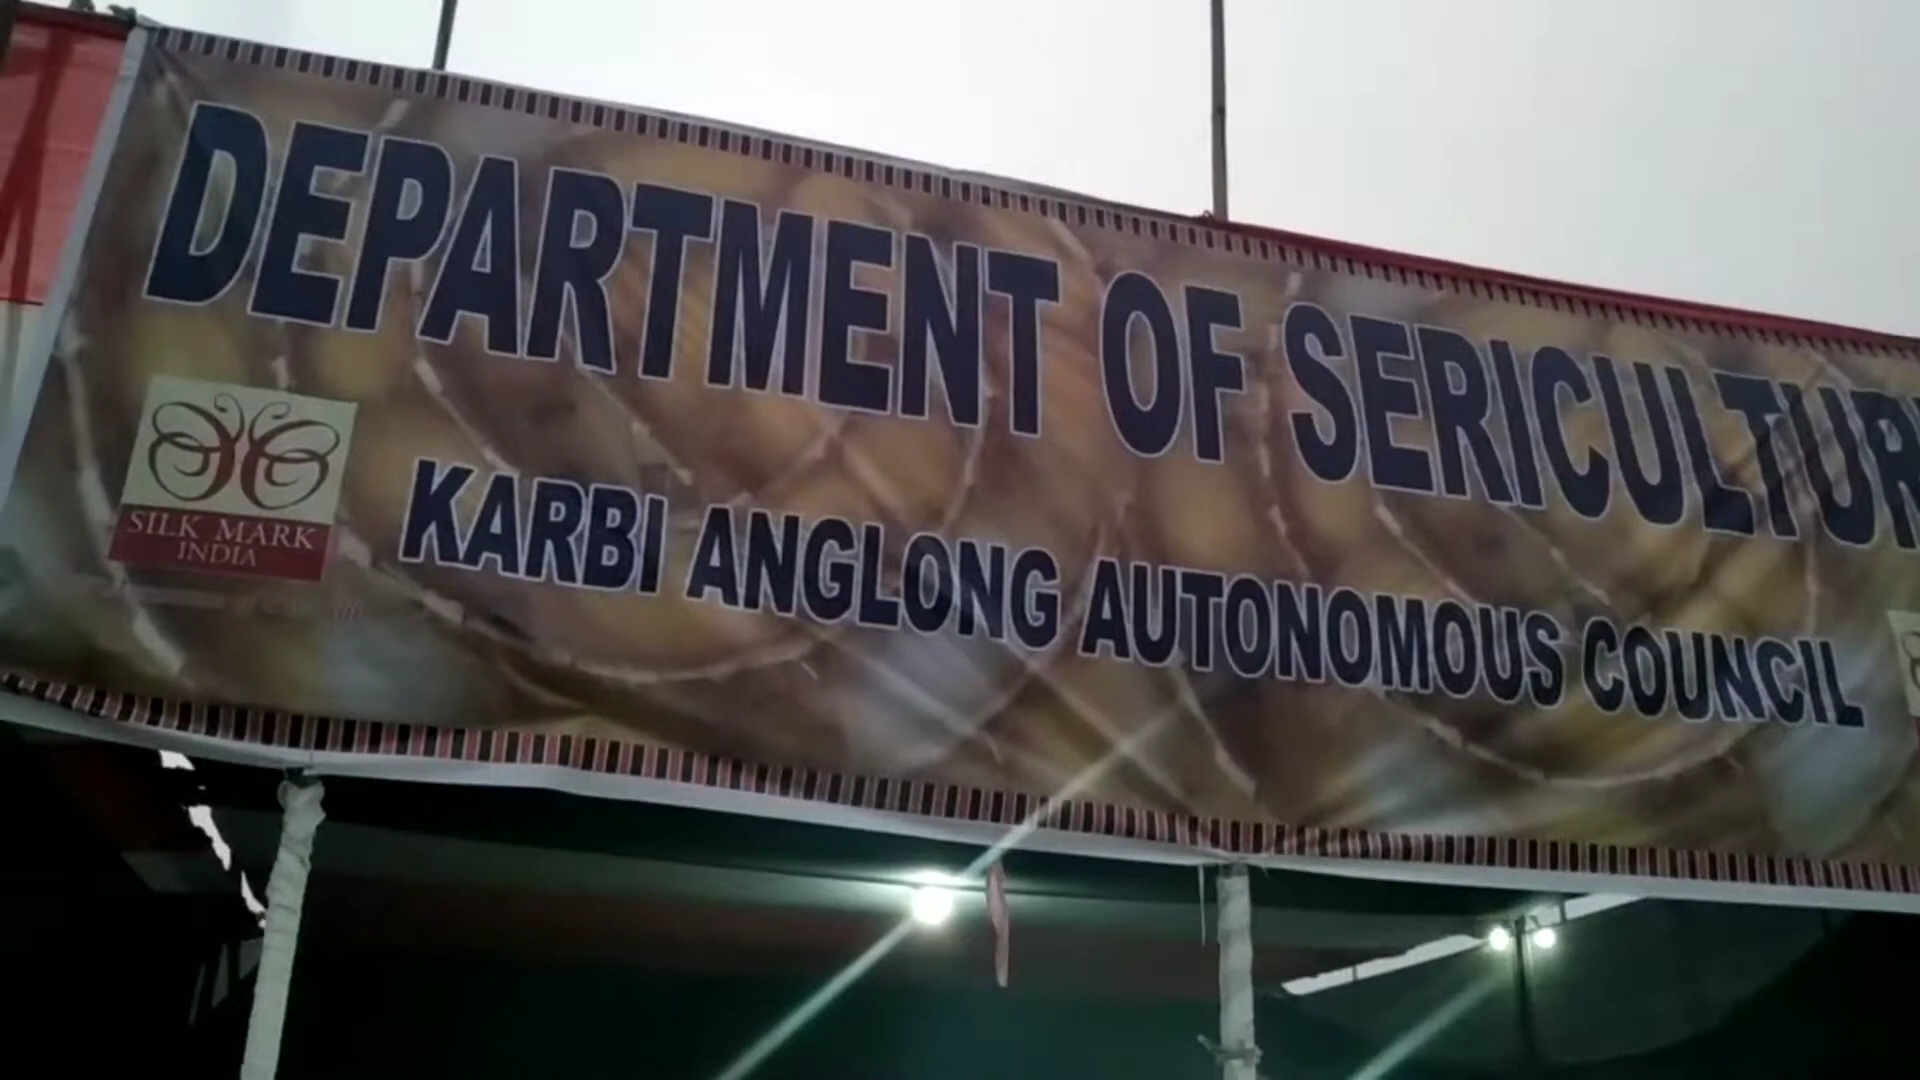 DEPARTMENT OF SERICULTUR
KARBI ANGLONG AUTONOMOUS COUNCIL
SILK MARK
INDIA